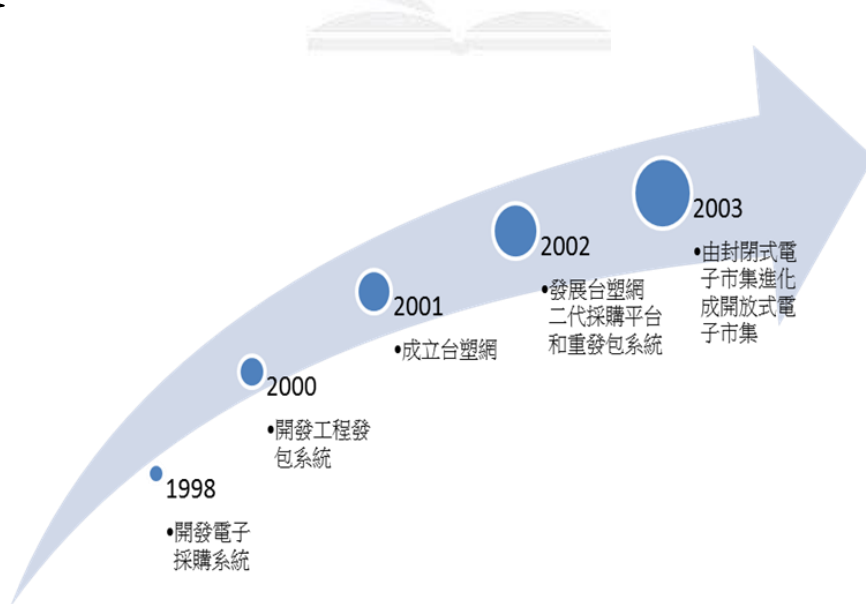 1998
•開發電子
採購系統
2000
•開發工程發
包系統
2001
•成立台塑網
2002
•發展台塑網
二代採購平台
和重發包系統
2003
•由封閉式電
子市集進化
成開放式電
子市集